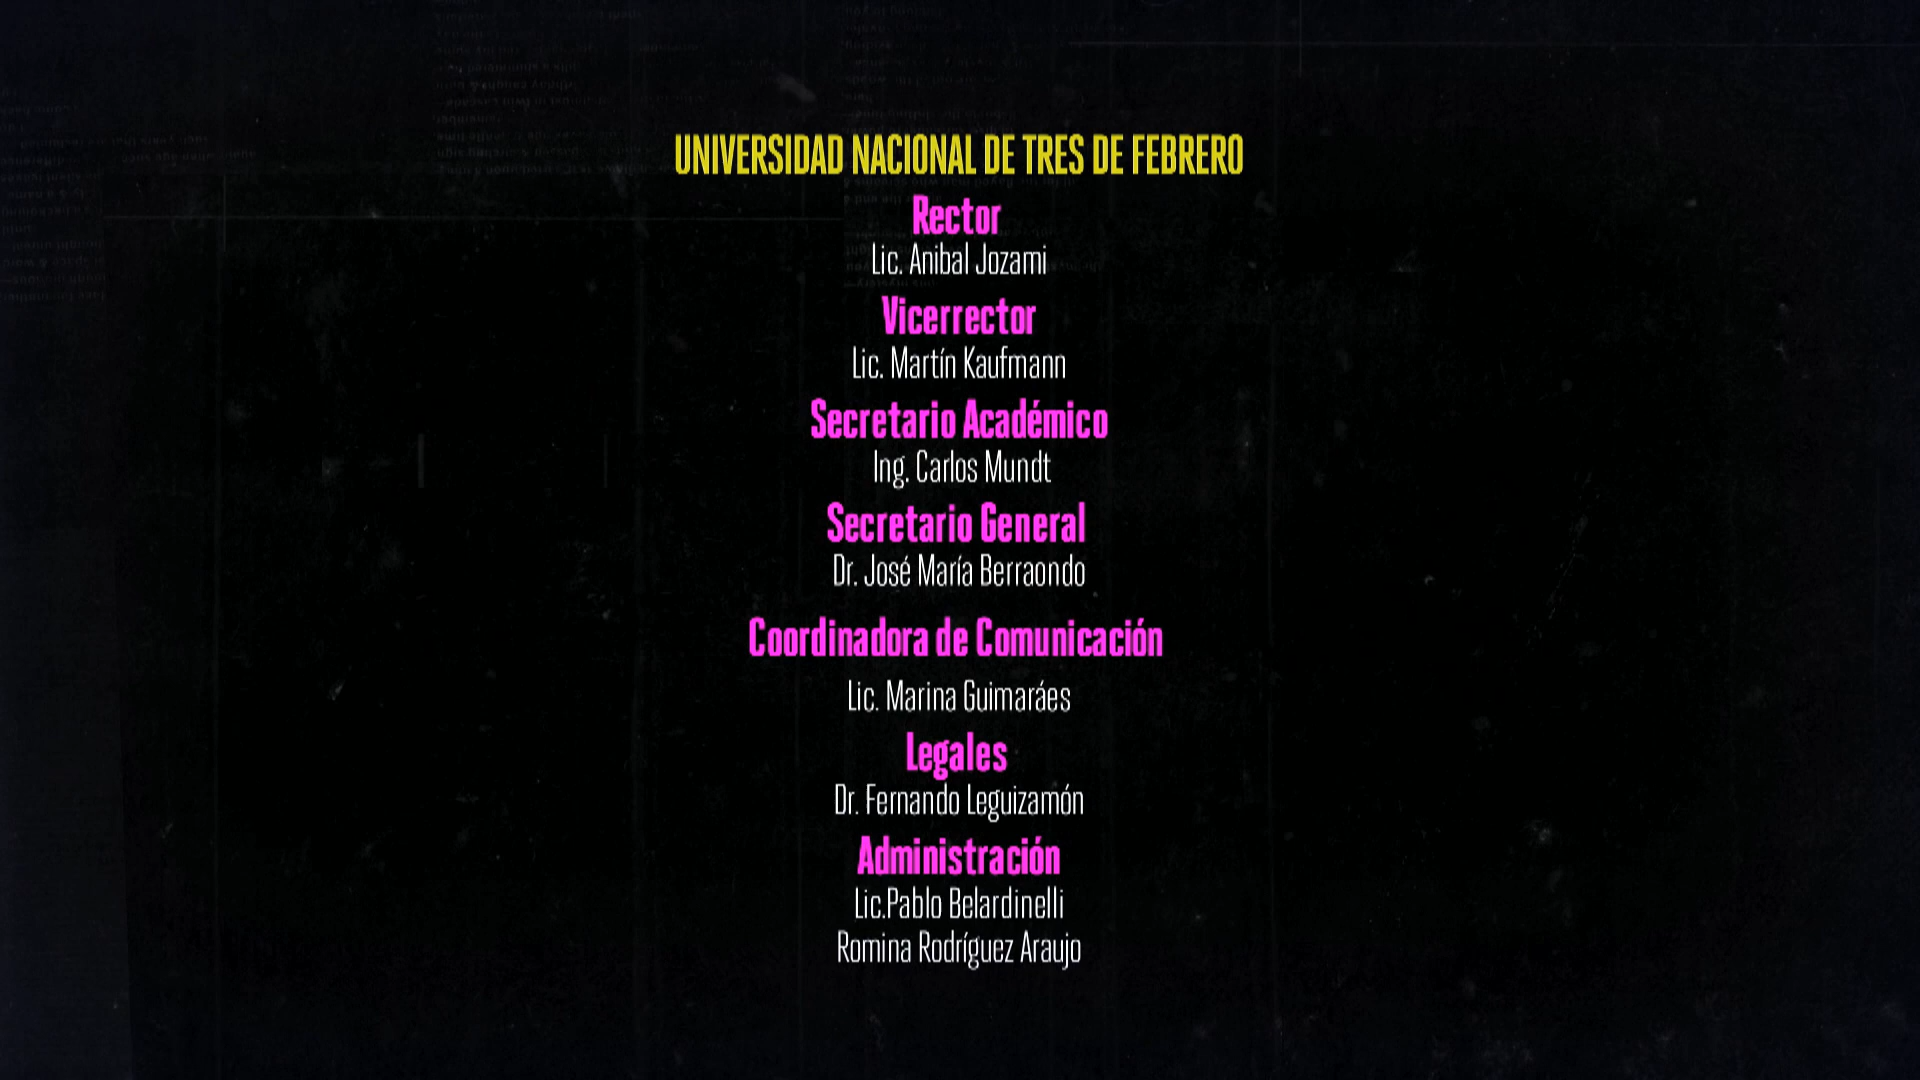 UNIVERSIDAD NACIONAL DE TRES DE FEBRERO
Rector
Lic. Anibal Jozami
Vicerrector
Lic. Martín Kaufmann
Secretario Académico
Ing. Carlos Mundt
Secretario General
Dr. José María Berraondo
Coordinadora de Comunicación
Lic. Marina Guimaráes
Legales
Dr. Fernando Leguizamón
Administración
Lic.Pablo Belardinelli
Romina Rodríguez Araujo